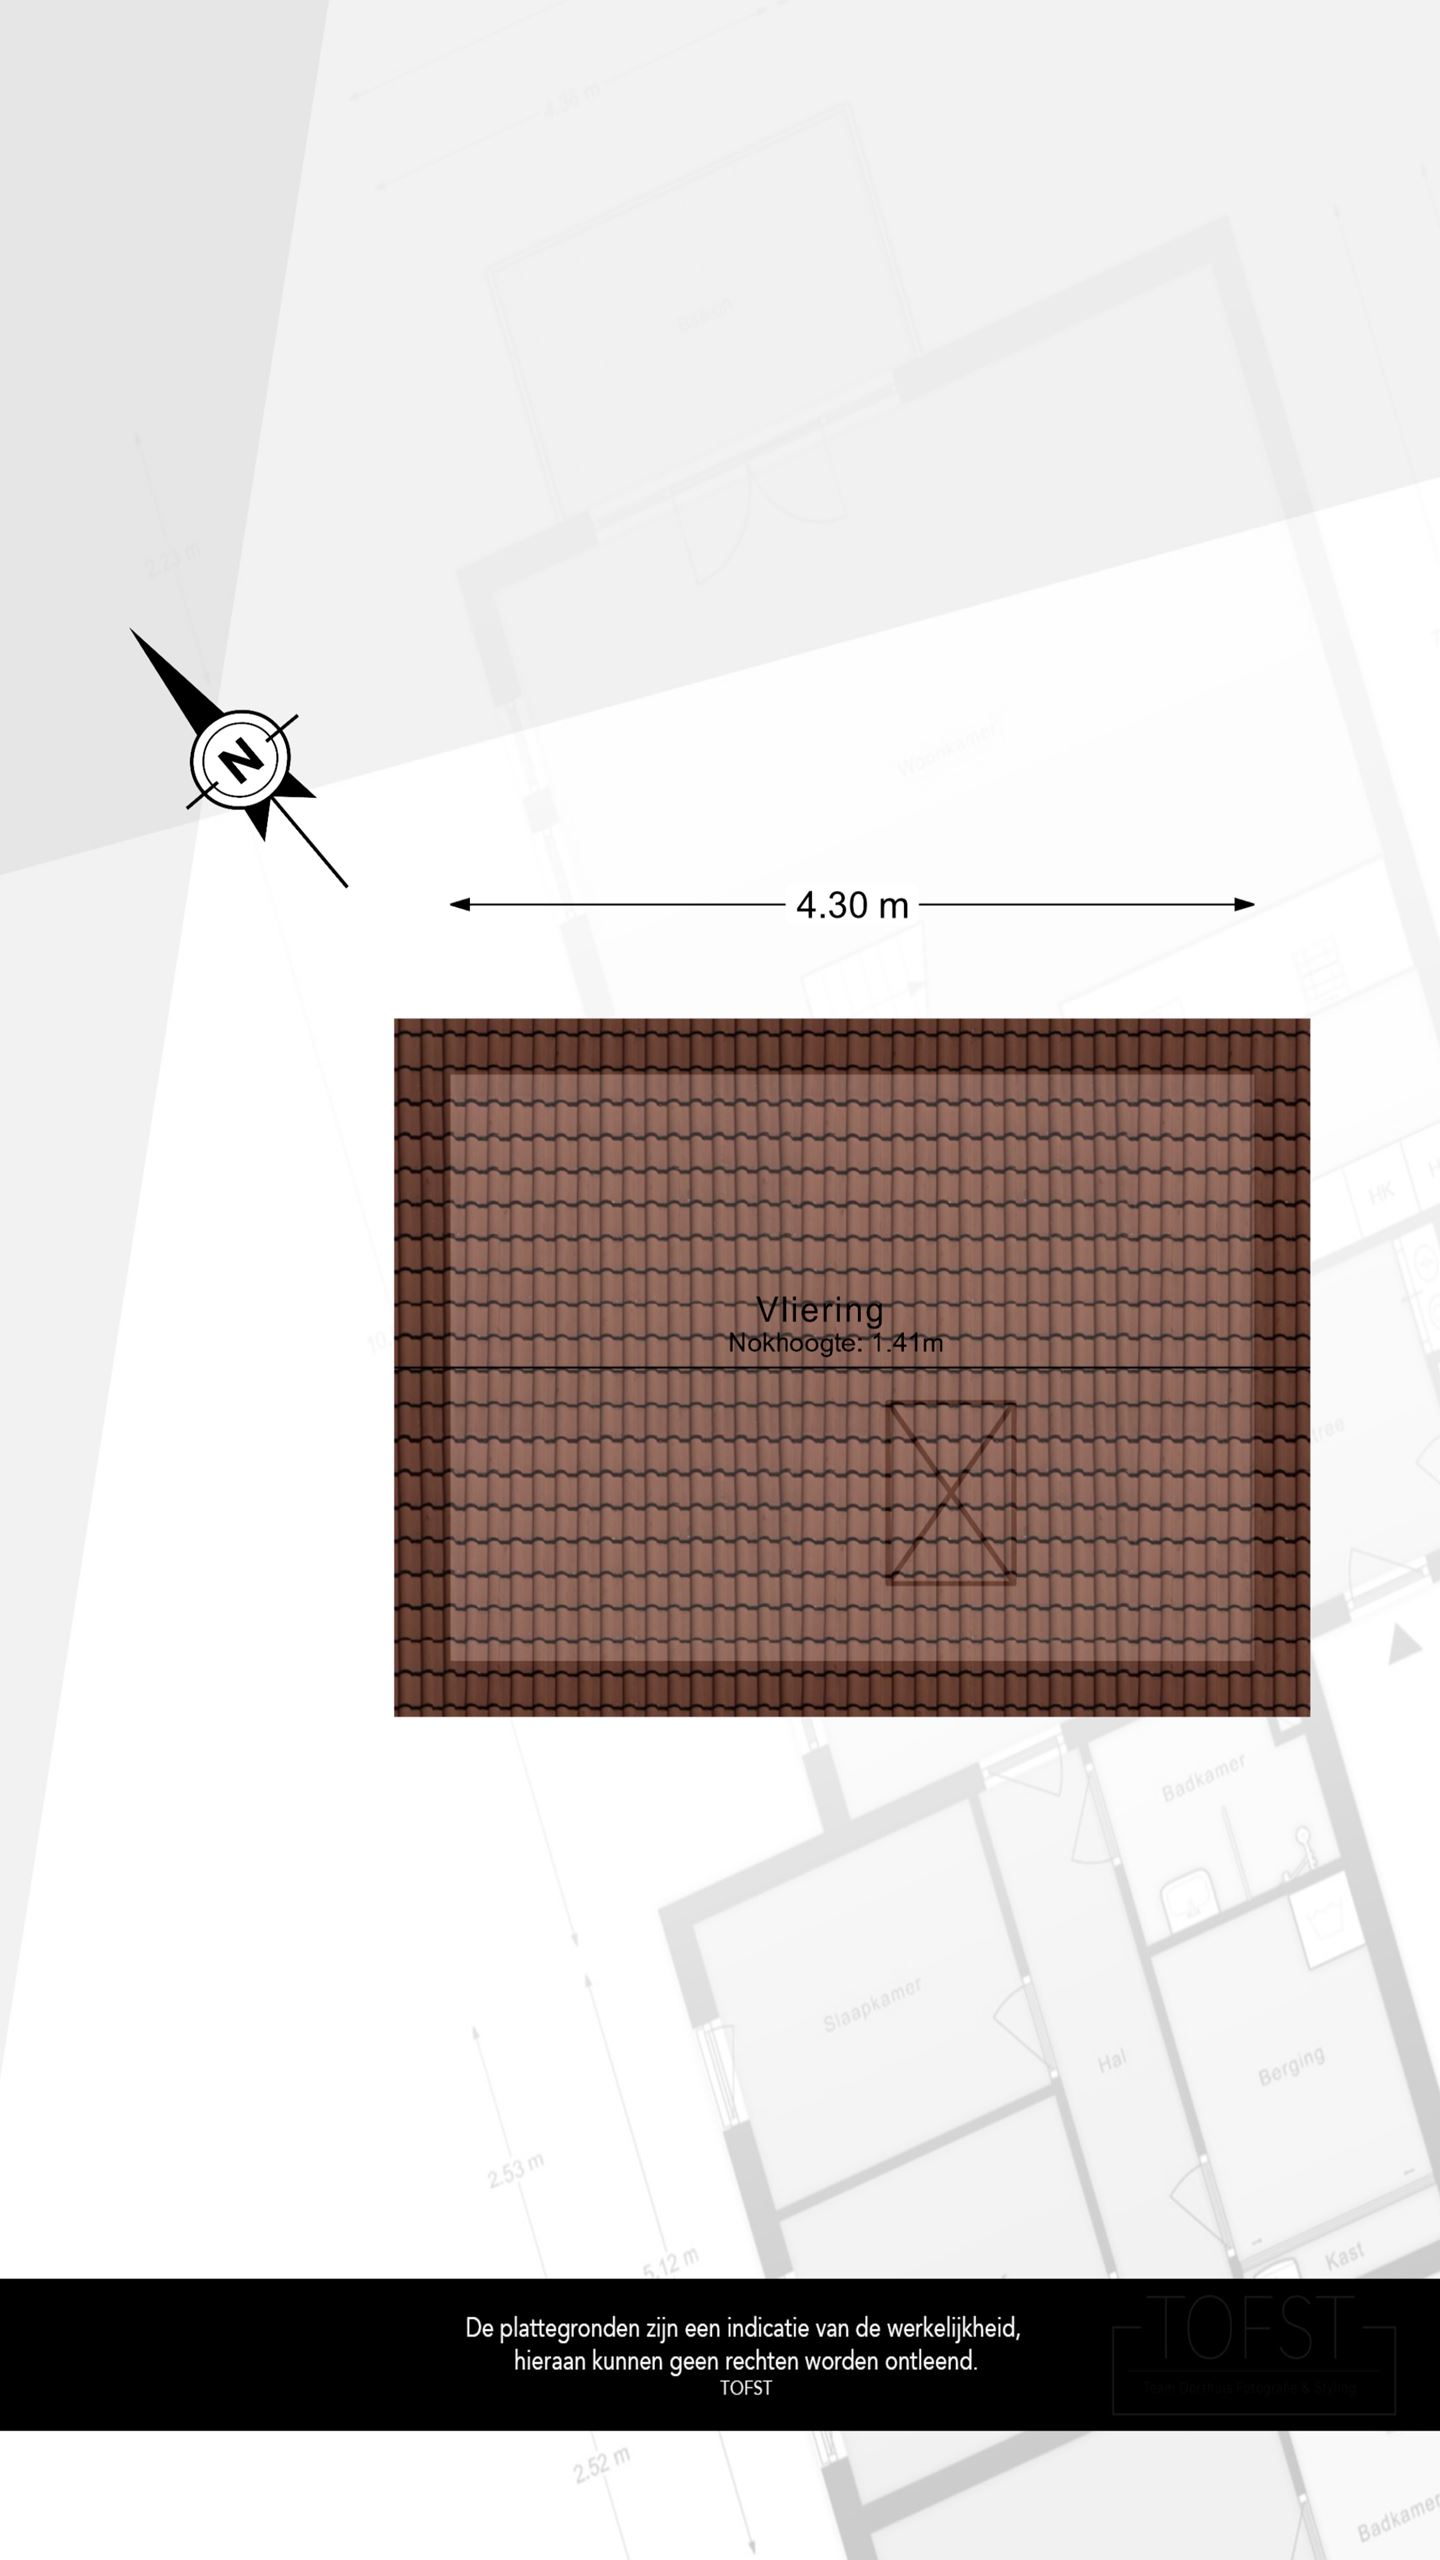 4.36 m
Balkon
2.23 m
N
Woonkamer
4.30 m
HK
Vliering
Nokhoogte: 1.41m
Badkamer
Slaapkamer
Hal
Berging
2.53 m
5.12 m
Kast
De plattegronden zijn een indicatie van de werkelijkheid,
hieraan kunnen geen rechten worden ontleend.
TOFST
TOFST
2.52 m
Badkamer